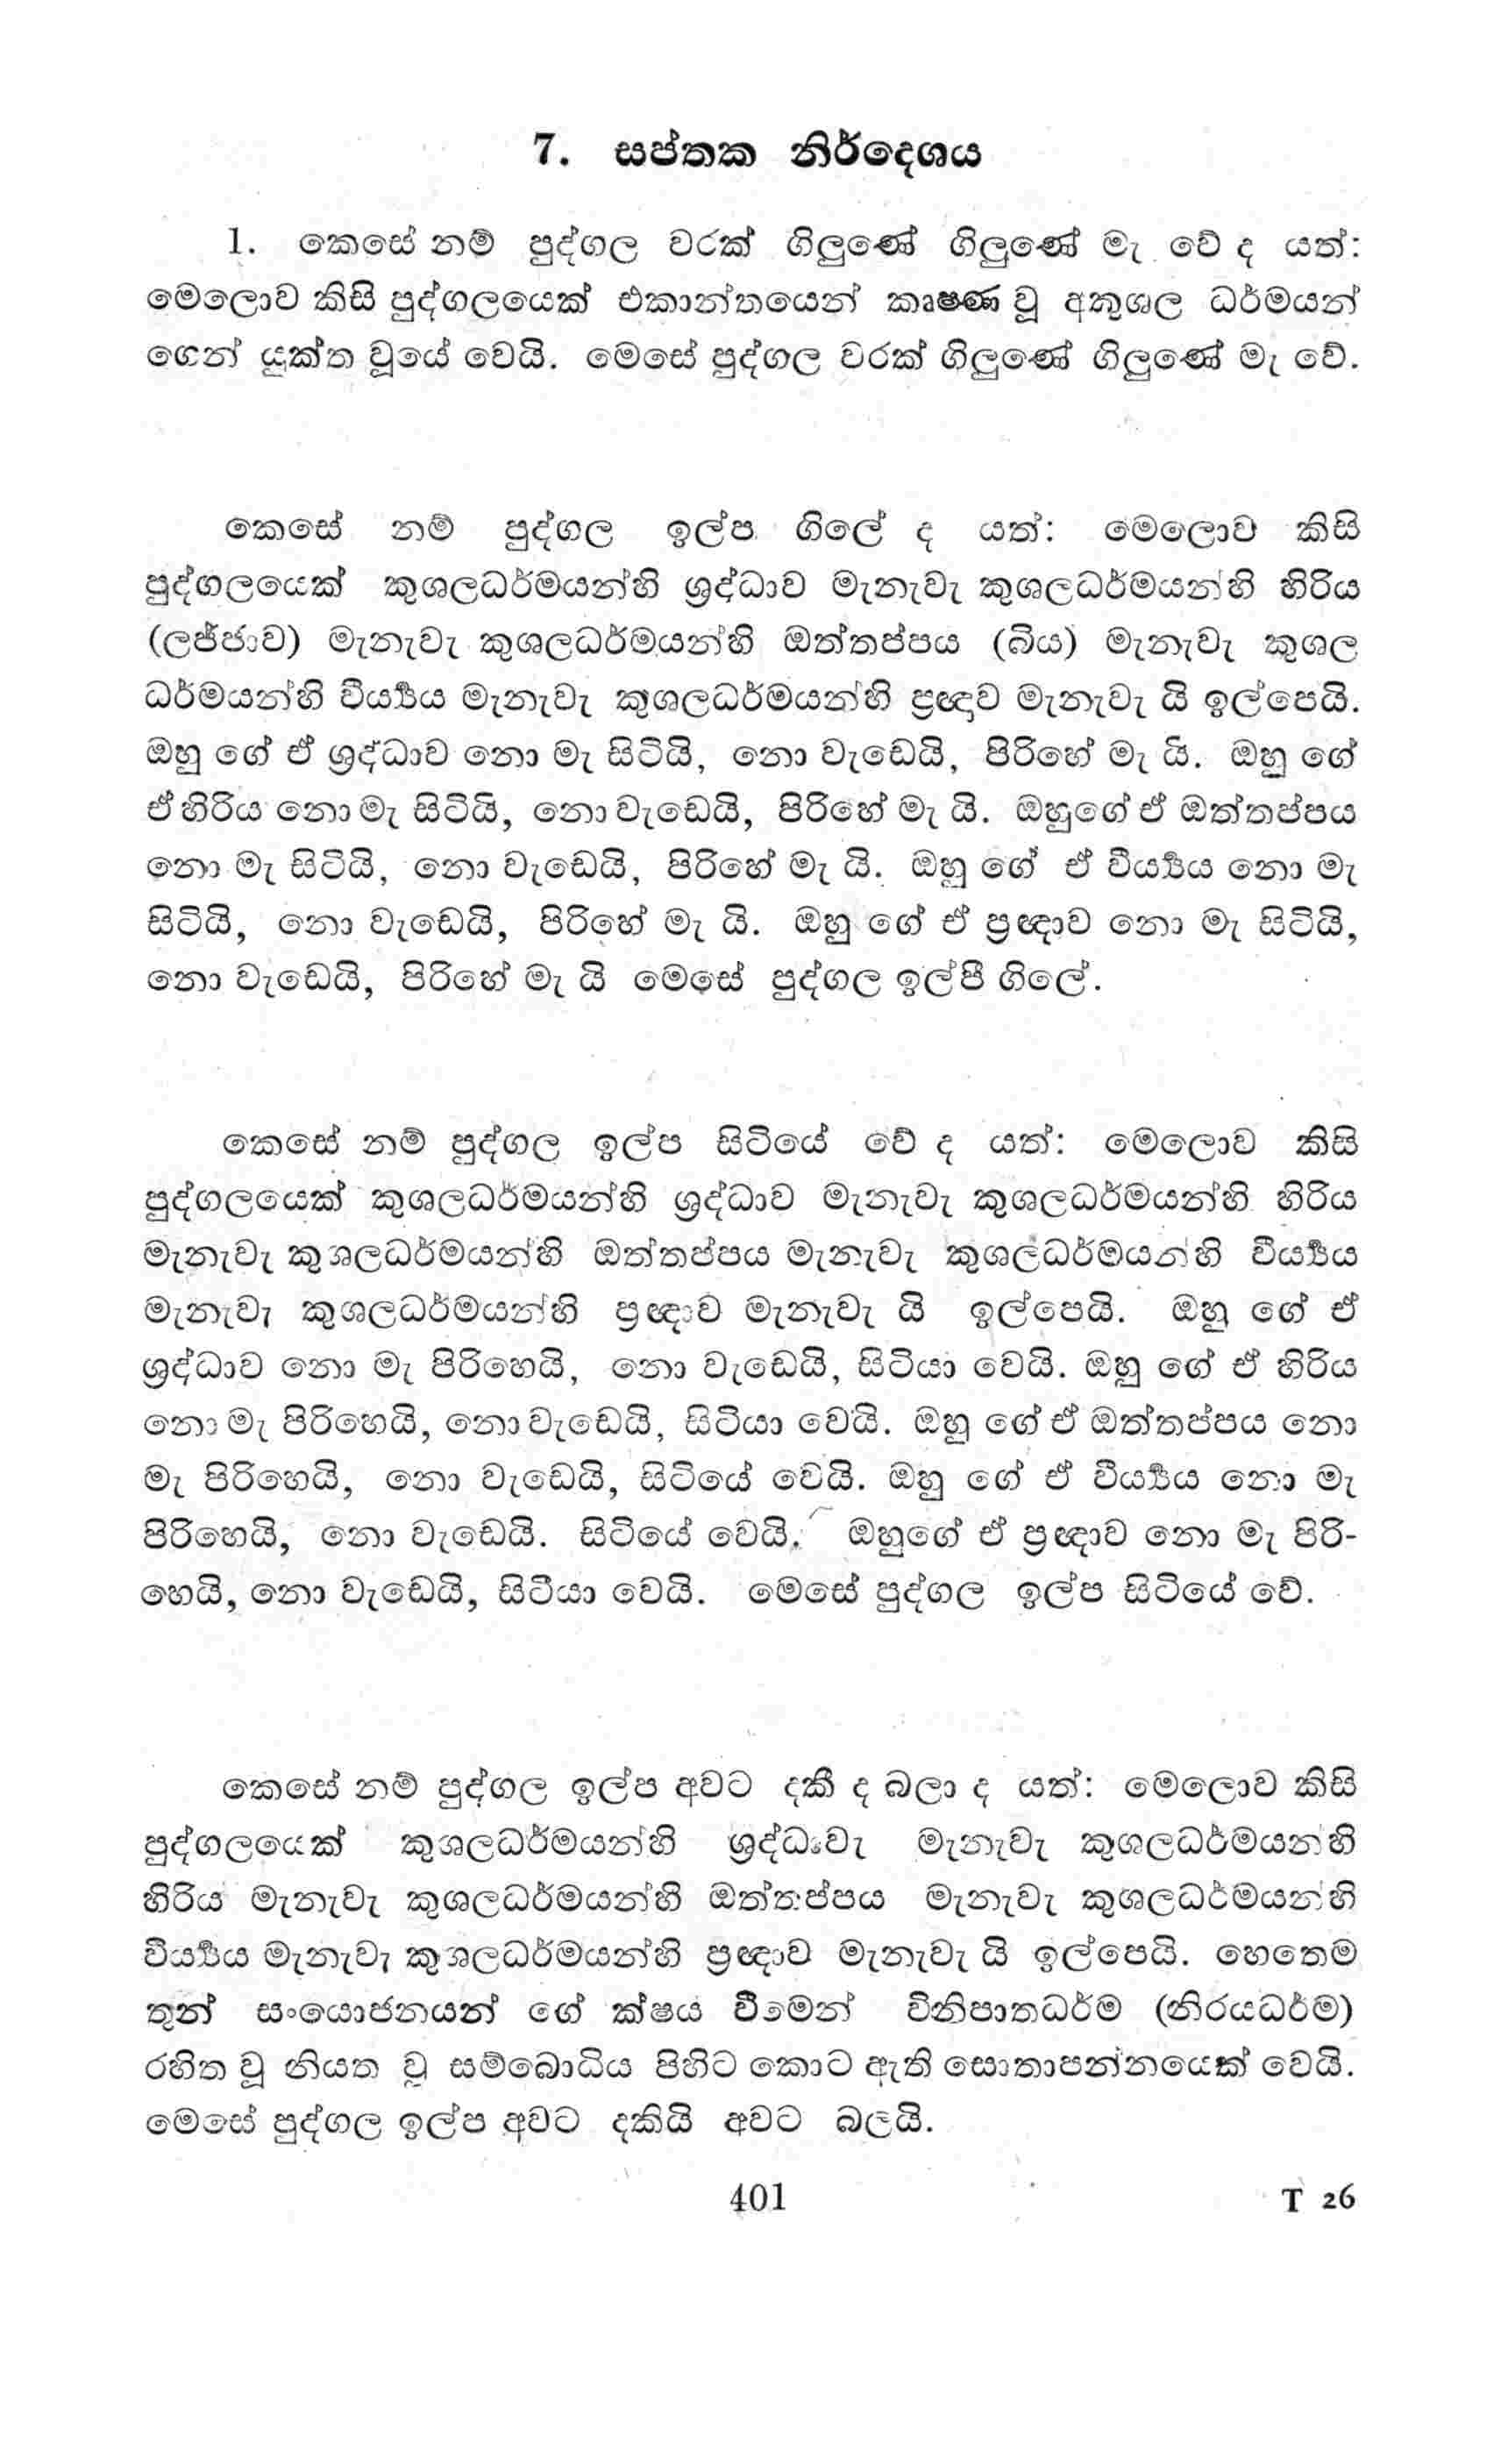 7. සප්තක නිර්දෙශය
1. කෙසේ නම් පුද්ගල වරක් ගිලුණේ ගිලුණේ මැ වේ ද යත්:
මෙලොව කිසි පුද්ගලයෙක් එකාන්තයෙන් කෘෂණ වූ අකුශල ධර්මයන්
ගෙන් යුක්ත වූයේ වෙයි. මෙසේ පුද්ගල වරක් ගිලුණේ ගිලුණේ මැ වේ.
කෙසේ නම් පුද්ගල ඉල්ප ගිලේ ද යත්: මෙලොව කිසි
පුද්ගලයෙක් කුශලධර්මයන්හි ශ්‍රද්ධාව මැනැවැ කුශලධර්මයන්හි හිරිය
(ලජ්ජාව) මැනැවැ කුශලධර්මයන්හි ඔත්තප්පය (බිය) මැනැවැ කුශල
ධර්මයන්හි වීර්‍ය්‍යය මැනැවැ කුශලධර්මයන්හි ප්‍රඥාව මැනැවැ යි ඉල්පෙයි.
ඔහු ගේ ඒ ශ්‍රද්ධාව නො මැ සිටියි, නො වැඩෙයි, පිරිහේ මැ යි. ඔහු ගේ
ඒ හිරිය නො මැ සිටියි, නො වැඩෙයි, පිරිහේ මැ යි. ඔහුගේ ඒ ඔත්තප්පය
නො මැ සිටියි, නො වැඩෙයි, පිරිහේ මැ යි. ඔහු ගේ ඒ වීර්‍ය්‍යය නො මැ
සිටියි, නො වැඩෙයි, පිරිහේ මැ යි. ඔහු ගේ ඒ ප්‍රඥාව නො මැ සිටියි,
නො වැඩෙයි, පිරිහේ මැ යි මෙසේ පුද්ගල ඉල්පී ගිලේ.
කෙසේ නම් පුද්ගල ඉල්ප සිටියේ වේ ද යත්: මෙලොව කිසි
පුද්ගලයෙක් කුශලධර්මයන්හි ශ්‍රද්ධාව මැනැවැ කුශලධර්මයන්හි හිරිය
මැනැවැ කුශලධර්මයන්හි ඔත්තප්පය මැනැවැ කුශලධර්මයන්හි වීර්‍ය්‍යය
මැනැවැ කුශලධර්මයන්හි ප්‍රඥාව මැනැවැ යි ඉල්පෙයි. ඔහු ගේ ඒ
ශ්‍රද්ධාව නො මැ පිරිහෙයි, නො වැඩෙයි, සිටියා වෙයි. ඔහු ගේ ඒ හිරිය
නො මැ පිරිහෙයි, නො වැඩෙයි, සිටියා වෙයි. ඔහු ගේ ඒ ඔත්තප්පය නො
මැ පිරිහෙයි, නො වැඩෙයි, සිටියේ වෙයි. ඔහු ගේ ඒ වීර්‍ය්‍යය නො මැ
පිරිහෙයි, නො වැඩෙයි. සිටියේ වෙයි. ඔහුගේ ඒ ප්‍රඥාව නො මැ පිරි-
හෙයි, නො වැඩෙයි, සිටියා වෙයි. මෙසේ පුද්ගල ඉල්ප සිටියේ වේ.
කෙසේ නම් පුද්ගල ඉල්ප අවට දකී ද බලා ද යත්: මෙලොව කිසි
පුද්ගලයෙක් කුශලධර්මයන්හි ශ්‍රද්ධාවැ මැනැවැ කුශලධර්මයන්හි
හිරිය මැනැවැ කුශලධර්මයන්හි ඔත්තප්පය මැනැවැ කුශලධර්මයන්හි
වීර්‍ය්‍යය මැනැවැ කුශලධර්මයන්හි ප්‍රඥාව මැනැවැ යි ඉල්පෙයි. හෙතෙම
තුන් සංයොජනයන් ගේ ක්ෂය වීමෙන් විනිපාතධර්ම (නිරයධර්ම)
රහිත වූ නියත වූ සම්බොධිය පිහිට කොට ඇති සොතාපන්නයෙක් වෙයි.
මෙසේ පුද්ගල ඉල්ප අවට දකියි අවට බලයි.
401
T 26